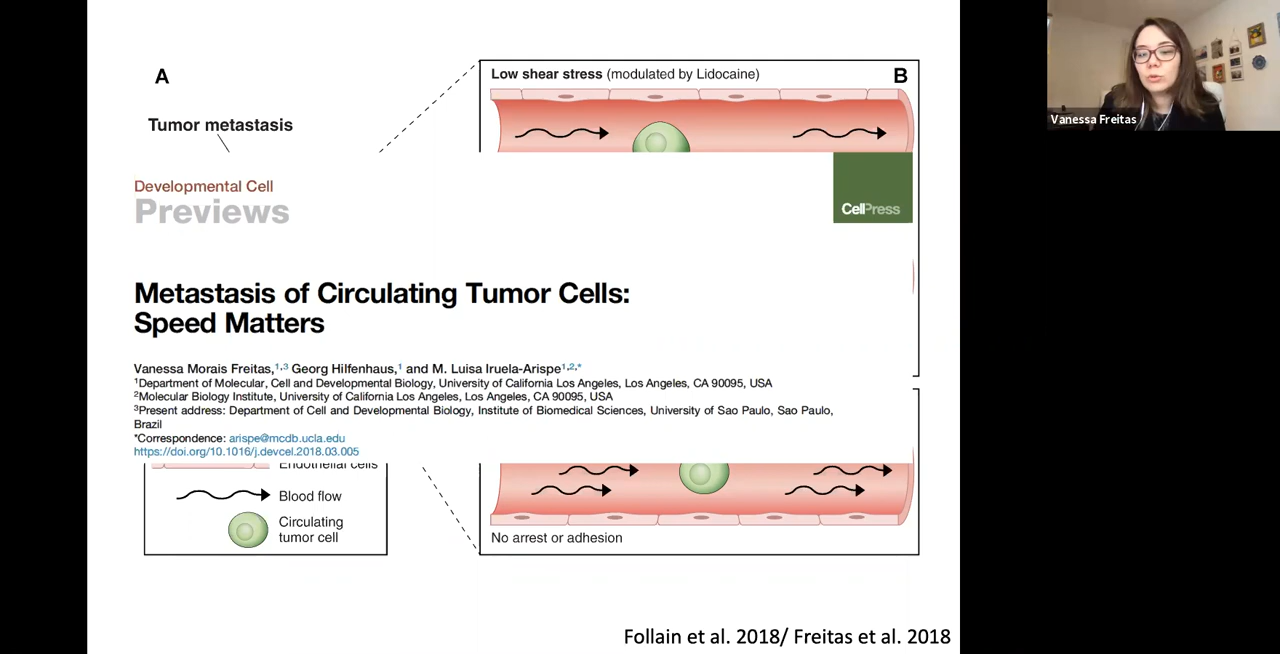 A
Tumor metastasis
Low shear stress (modulated by Lidocaine)
B
Vanessa Freitas
Developmental Cell
Previews
CellPress
Metastasis of Circulating Tumor Cells:
Speed Matters
Vanessa Morais Freitas,1,3 Georg Hilfenhaus,1 and M. Luisa Iruela-Arispe1,2,*
1Department of Molecular, Cell and Developmental Biology, University of California Los Angeles, Los Angeles, CA 90095, USA
2Molecular Biology Institute, University of California Los Angeles, Los Angeles, CA 90095, USA
3Present address: Department of Cell and Developmental Biology, Institute of Biomedical Sciences, University of Sao Paulo, Sao Paulo,
Brazil
*Correspondence: arispe@mcdb.ucla.edu
https://doi.org/10.1016/j.devcel.2018.03.005
Endothelial cells
Blood flow
Circulating
tumor cell
No arrest or adhesion
Follain et al. 2018/ Freitas et al. 2018